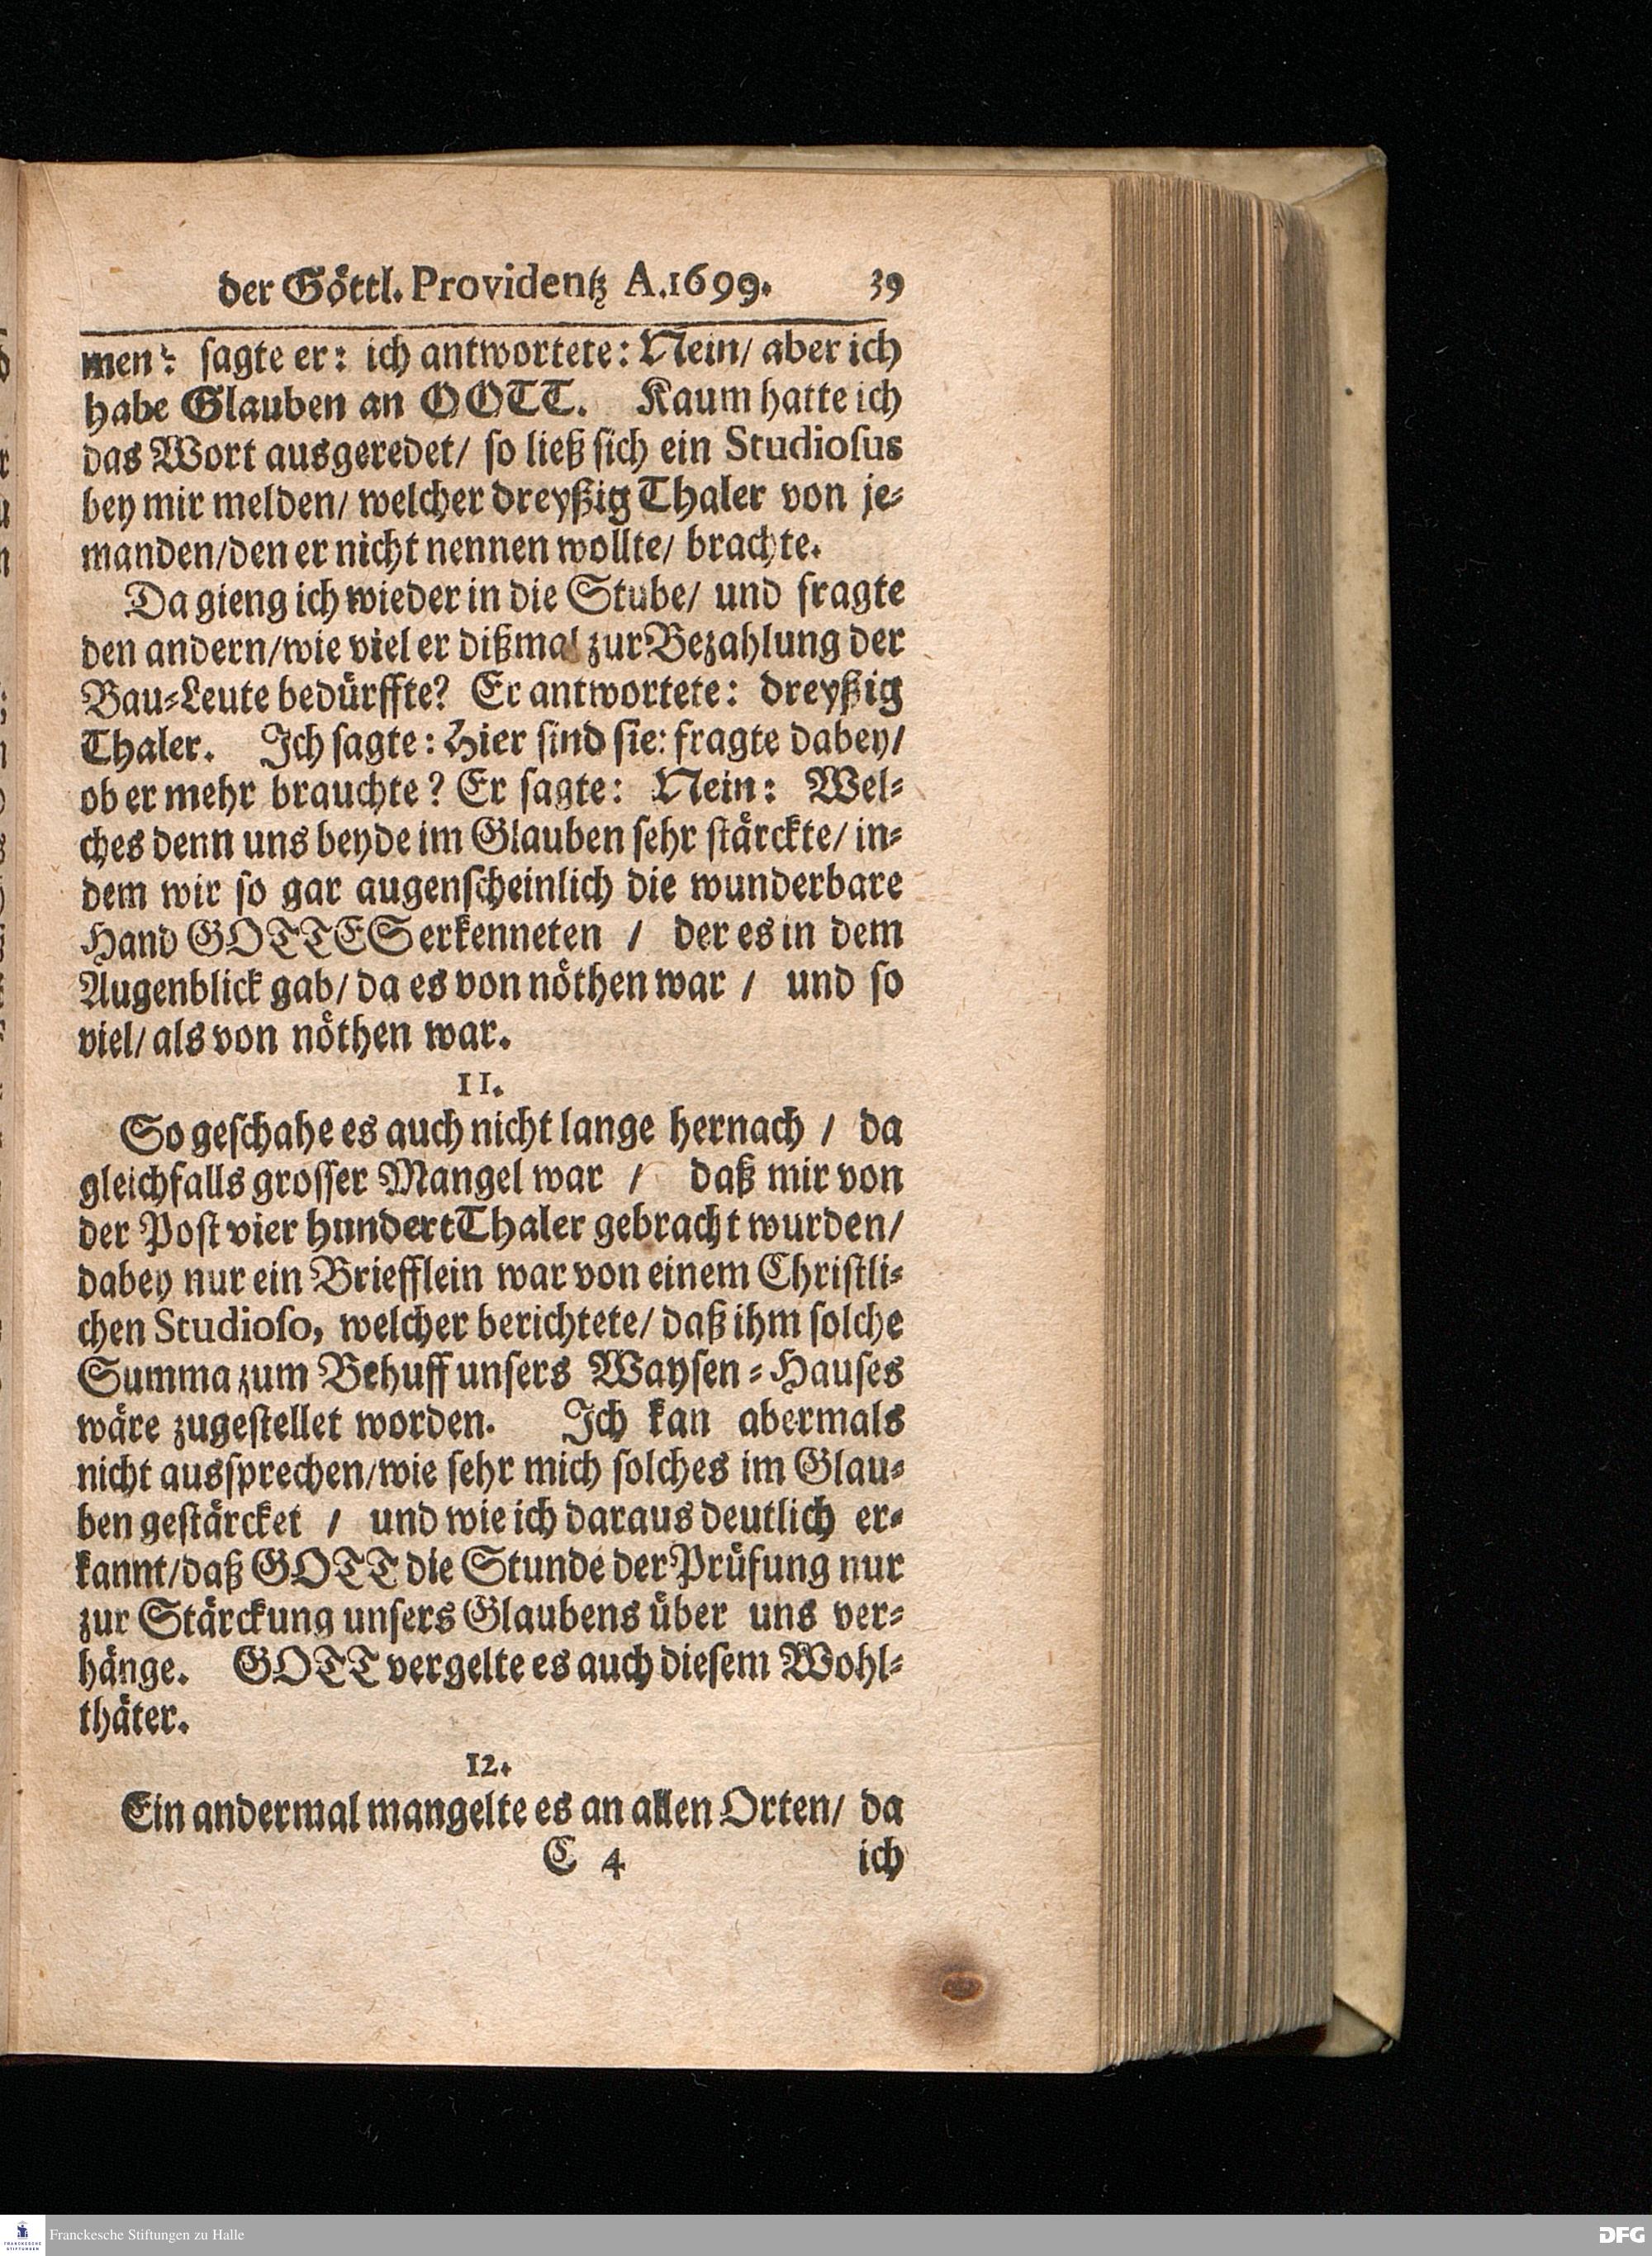 der Göttl. Providentz A. 1699. 39
men? sagte er: ich antwortete: Nein/ aber ich
habe Glauben an OOTT. Kaum hatte ich
das Wort ausgeredet/ so ließ sich ein Studiosus
bey mir melden/ welcher dreyßig Thaler von je-
manden/den er nicht nennen wollte/ brachte.
Da gieng ich wieder in die Stube/ und fragte
den andern/wie viel er dißmal zur Bezahlung der
Bau-Leute bedürffte? Er antwortete: dreyßig
Thaler. Ich sagte: Hier sind sie: fragte dabey/
ob er mehr brauchte? Er sagte: Nein: Wel-
ches denn uns beyde im Glauben sehr stärckte/ in-
dem wir so gar augenscheinlich die wunderbare
Hand GOTTES erkenneten / der es in dem
Augenblick gab/ da es von nöthen war / und so
viel/ als von nöthen war.
11.
So geschahe es auch nicht lange hernach / da
gleichfalls grosser Mangel war / daß mir von
der Post vier hundert Thaler gebracht wurden/
dabey nur ein Briefflein war von einem Christli-
chen Studioso, welcher berichtete/ daß ihm solche
Summa zum Behuff unsers Waysen-Hauses
wäre zugestellet worden. Ich kan abermals
nicht aussprechen/wie sehr mich solches im Glau-
ben gestärcket / und wie ich daraus deutlich er-
kannt/daß GOTT die Stunde der Prüfung nur
zur Stärckung unsers Glaubens über uns ver-
hänge. GOTT vergelte es auch diesem Wohl-
thäter.
12.
Ein andermal mangelte es an allen Orten/ da
C 4 ich
Franckesche Stiftungen zu Halle
DFG